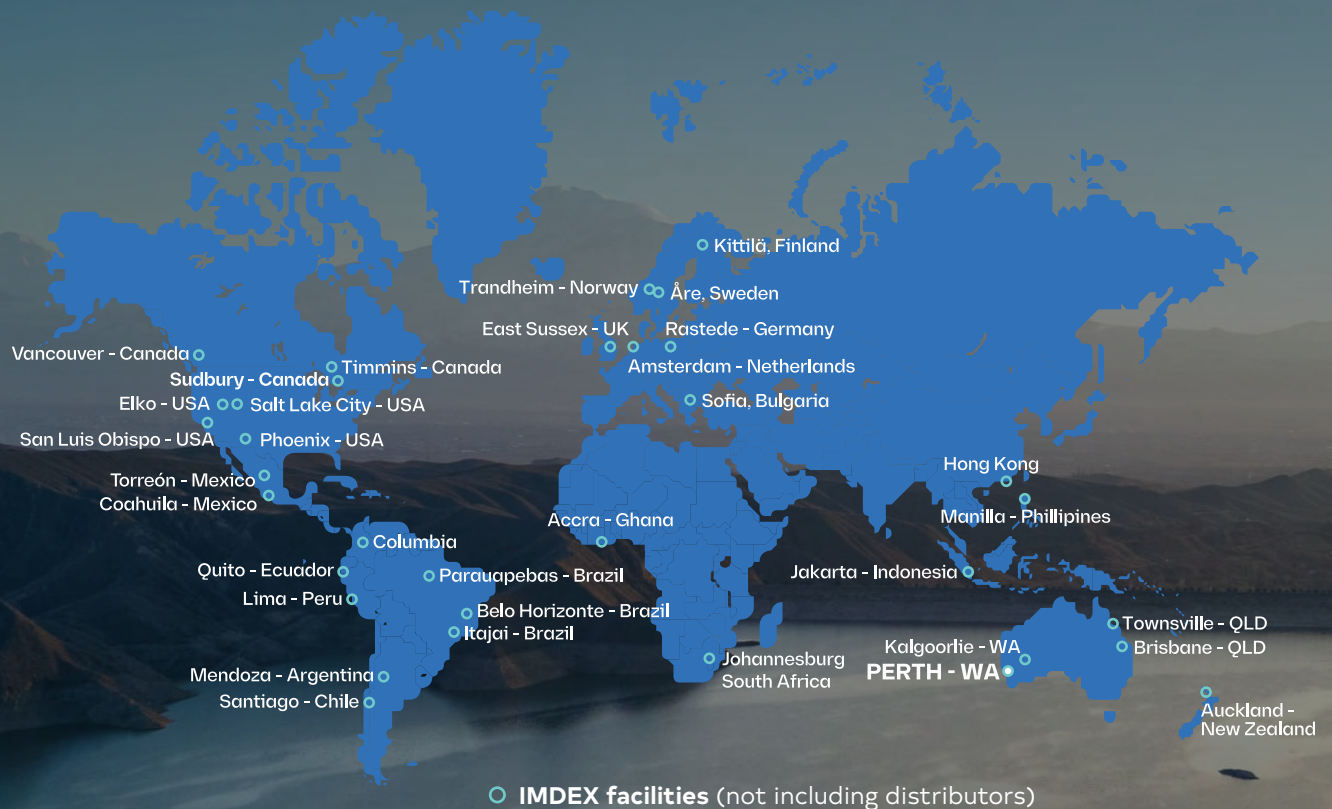 Kittilä, Finland
Trandheim - Norway
Åre, Sweden
East Sussex - UK
Rastede - Germany
Vancouver - Canada
Timmins - Canada
Amsterdam - Netherlands
Sudbury - Canada
Elko - USA
Salt Lake City - USA
Sofia, Bulgaria
San Luis Obispo - USA
Phoenix - USA
Hong Kong
Torreón - Mexico
Coahuila - Mexico
Manilla - Phillipines
Accra - Ghana
Columbia
Quito - Ecuador
Parauapebas - Brazil
Jakarta - Indonesia
Lima - Peru
Belo Horizonte - Brazil
Itajai - Brazil
Townsville - QLD
Kalgoorlie - WA
Brisbane - QLD
Johannesburg
South Africa
PERTH - WA
Mendoza - Argentina
Santiago - Chile
Auckland -
New Zealand
IMDEX facilities (not including distributors)